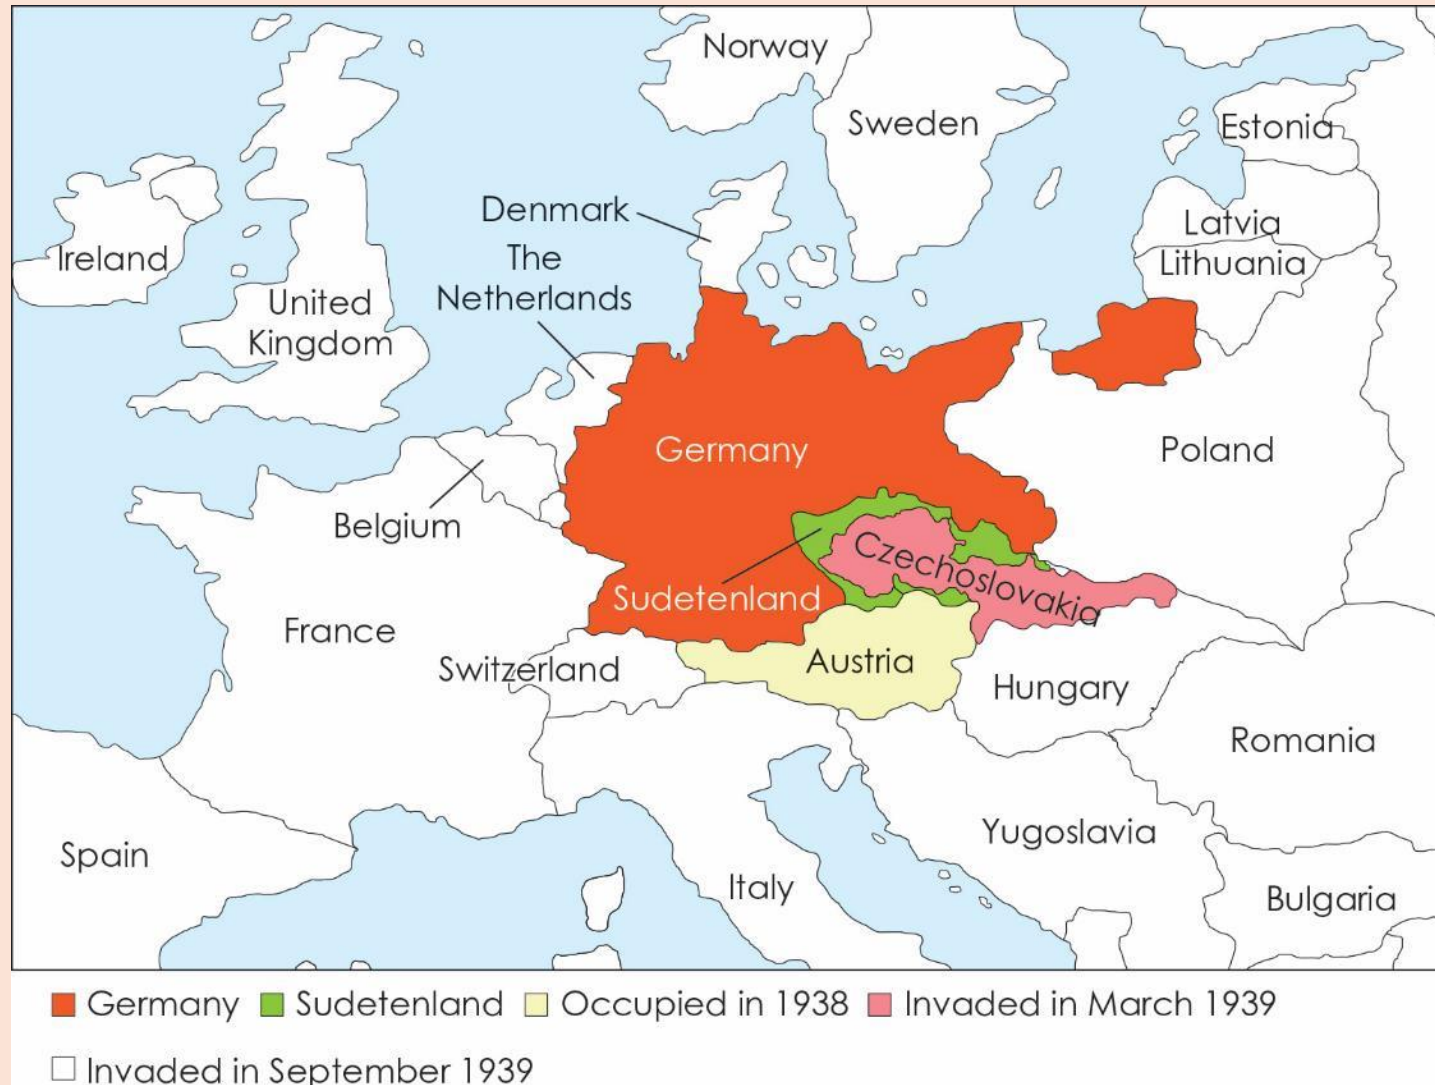 Norway
Sweden
Estonia
Denmark
Latvia
The
Netherlands
Ireland
Lithuania
United
Kingdom
Germany
Poland
Belgium
Czechoslovakia
Sudetenland
France
Switzerland
Austria
Hungary
Romania
Yugoslavia
Spain
Italy
Bulgaria
Germany Sudetenland Occupied in 1938 Invaded in March 1939
Invaded in September 1939